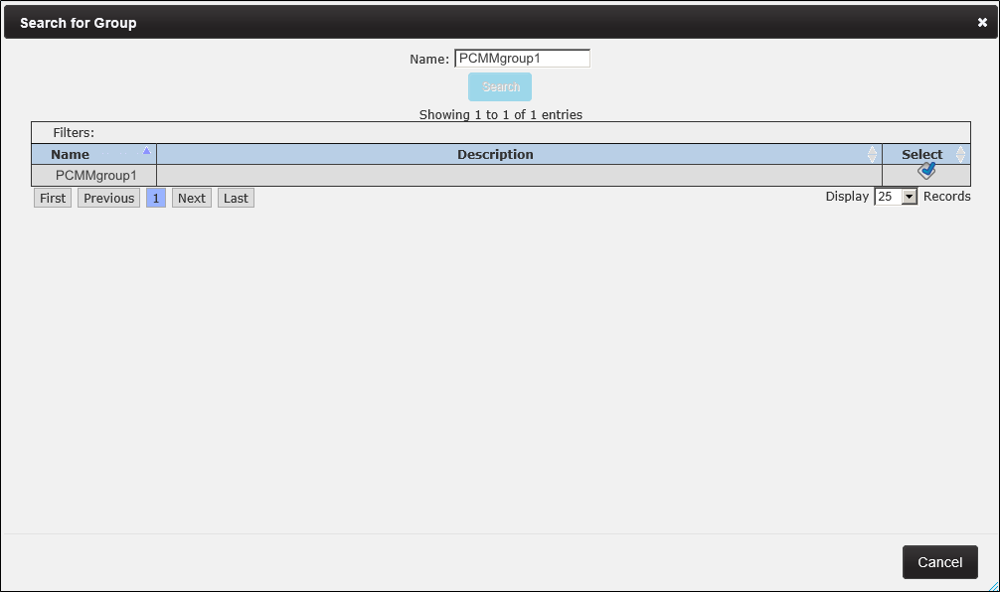 Search for Group
Name: PCMMgroup1
Search
Showing 1 to 1 of 1 entries
Filters:
Name Description Select
PCMMgroup1
First Previous 1 Next Last Display 25 Records
Cancel